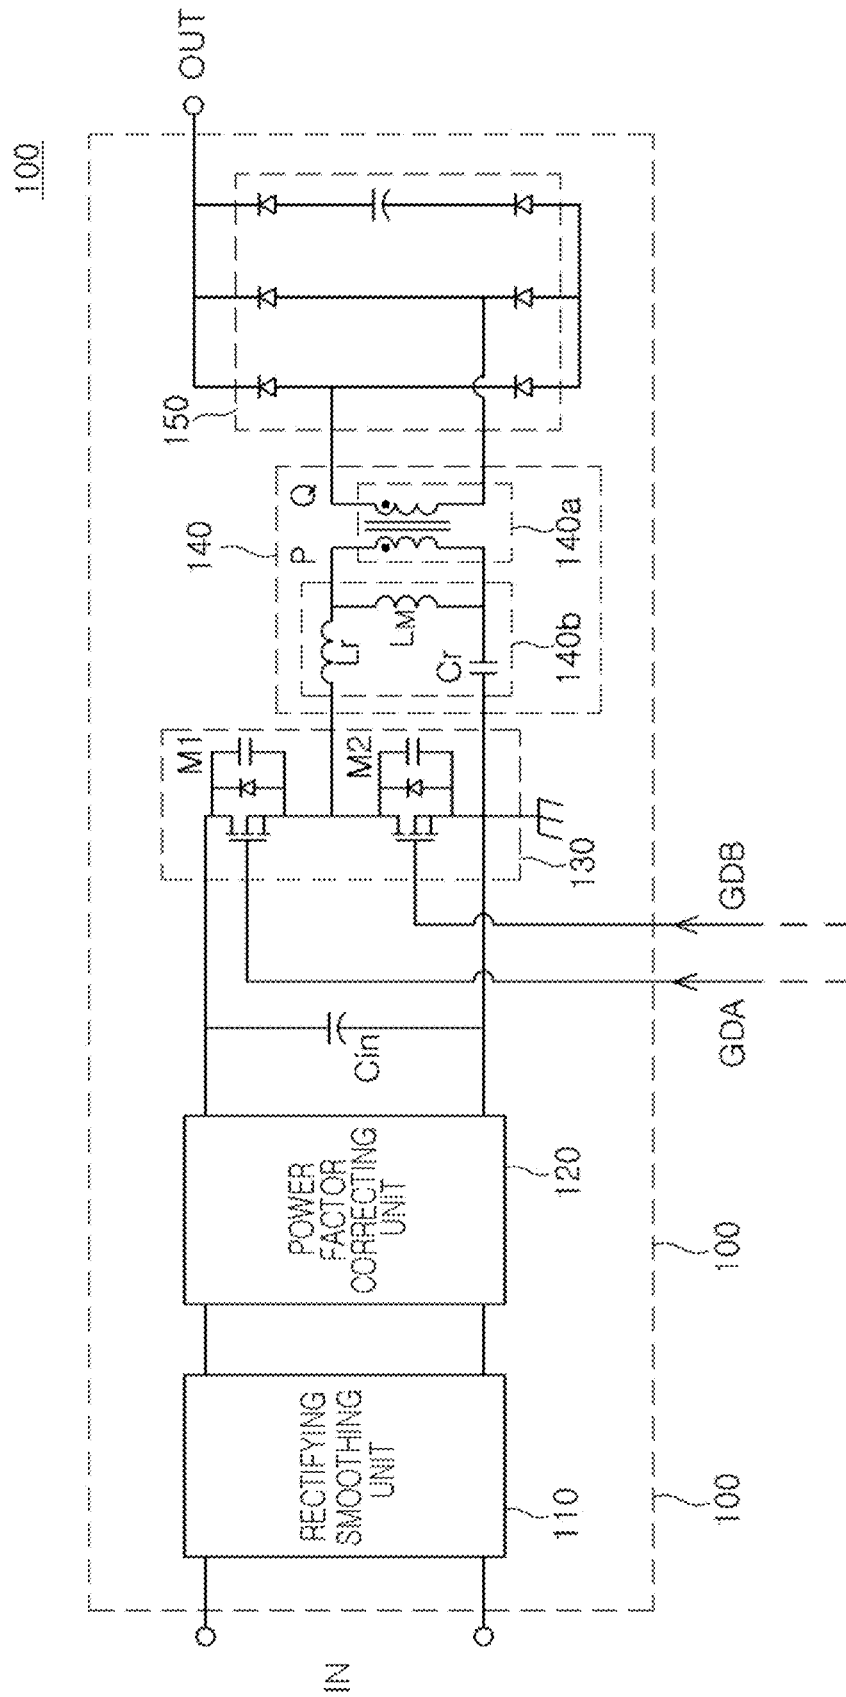 100
IN
RECTIFYING
SMOOTHING
UNIT
110
100
POWER
FACTOR
CORRECTING
UNIT
120
100
Cin
GDA
GDB
M1
M2
130
140
Lr
LM
Cr
140b
P
Q
140a
150
OUT